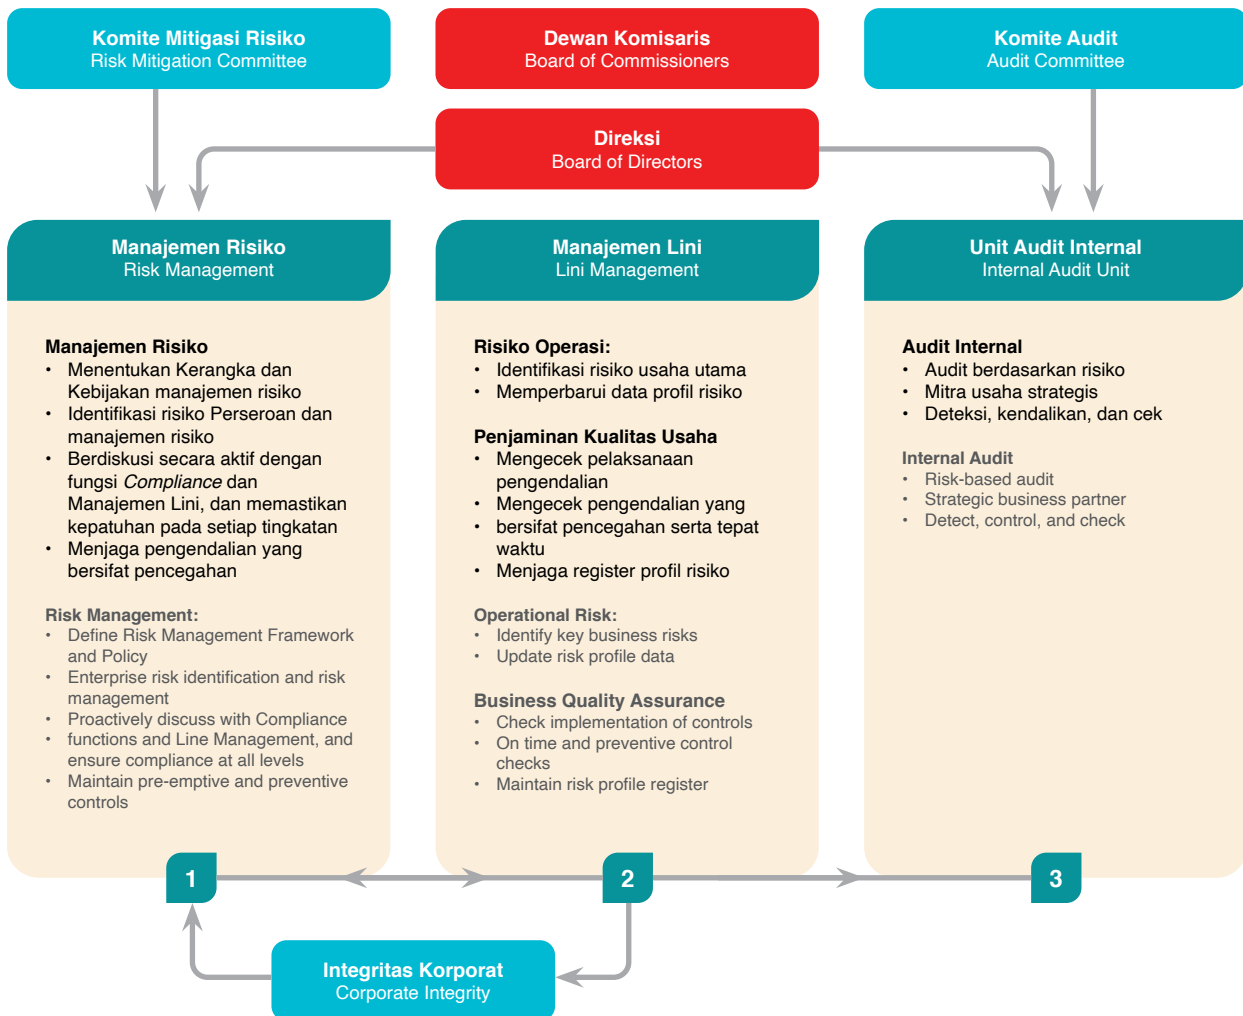 Komite Mitigasi Risiko
Risk Mitigation Committee
Dewan Komisaris
Board of Commissioners
Komite Audit
Audit Committee
Direksi
Board of Directors
Manajemen Risiko
Risk Management
Manajemen Risiko
• Menentukan Kerangka dan
Kebijakan manajemen risiko
• Identifikasi risiko Perseroan dan
manajemen risiko
• Berdiskusi secara aktif dengan
fungsi Compliance dan
Manajemen Lini, dan memastikan
kepatuhan pada setiap tingkatan
• Menjaga pengendalian yang
bersifat pencegahan
Risk Management:
• Define Risk Management Framework
and Policy
• Enterprise risk identification and risk
management
• Proactively discuss with Compliance
• functions and Line Management, and
ensure compliance at all levels
• Maintain pre-emptive and preventive
controls
Manajemen Lini
Lini Management
Risiko Operasi:
• Identifikasi risiko usaha utama
• Memperbarui data profil risiko
Penjaminan Kualitas Usaha
• Mengecek pelaksanaan
pengendalian
• Mengecek pengendalian yang
• bersifat pencegahan serta tepat
waktu
• Menjaga register profil risiko
Operational Risk:
• Identify key business risks
• Update risk profile data
Business Quality Assurance
• Check implementation of controls
• On time and preventive control
checks
• Maintain risk profile register
Unit Audit Internal
Internal Audit Unit
Audit Internal
• Audit berdasarkan risiko
• Mitra usaha strategis
• Deteksi, kendalikan, dan cek
Internal Audit
• Risk-based audit
• Strategic business partner
• Detect, control, and check
1
2
3
Integritas Korporat
Corporate Integrity